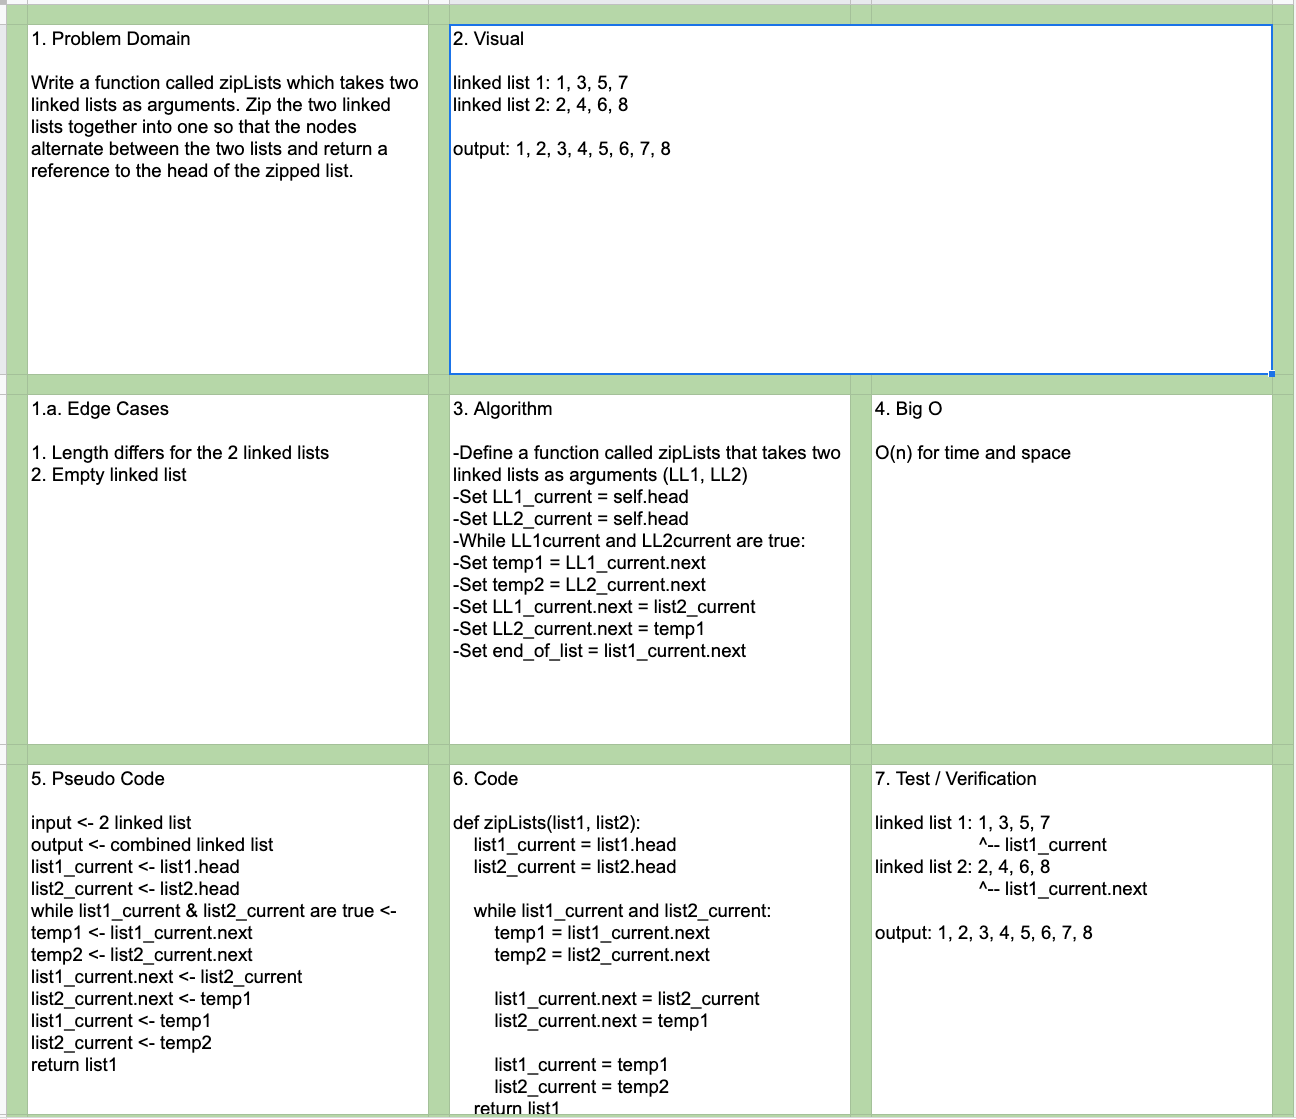 1. Problem Domain
Write a function called zipLists which takes two
linked lists as arguments. Zip the two linked
lists together into one so that the nodes
alternate between the two lists and return a
reference to the head of the zipped list.
2. Visual
linked list 1: 1, 3, 5, 7
linked list 2: 2, 4, 6, 8
output: 1, 2, 3, 4, 5, 6, 7, 8
1.a. Edge Cases
1. Length differs for the 2 linked lists
2. Empty linked list
3. Algorithm
-Define a function called zipLists that takes two
linked lists as arguments (LL1, LL2)
-Set LL1_current = self.head
-Set LL2_current = self.head
-While LL1current and LL2current are true:
-Set temp1 = LL1_current.next
-Set temp2 = LL2_current.next
-Set LL1_current.next = list2_current
-Set LL2_current.next = temp1
-Set end_of_list = list1_current.next
4. Big O
O(n) for time and space
5. Pseudo Code
input <- 2 linked list
output <- combined linked list
list1_current <- list1.head
list2_current <- list2.head
while list1_current & list2_current are true <-
temp1 <- list1_current.next
temp2 <- list2_current.next
list1_current.next <- list2_current
list2_current.next <- temp1
list1_current <- temp1
list2_current <- temp2
return list1
6. Code
def zipLists(list1, list2):
    list1_current = list1.head
    list2_current = list2.head
    while list1_current and list2_current:
        temp1 = list1_current.next
        temp2 = list2_current.next
        list1_current.next = list2_current
        list2_current.next = temp1
        list1_current = temp1
        list2_current = temp2
    return list1
7. Test / Verification
linked list 1: 1, 3, 5, 7
^-- list1_current
linked list 2: 2, 4, 6, 8
^-- list1_current.next
output: 1, 2, 3, 4, 5, 6, 7, 8